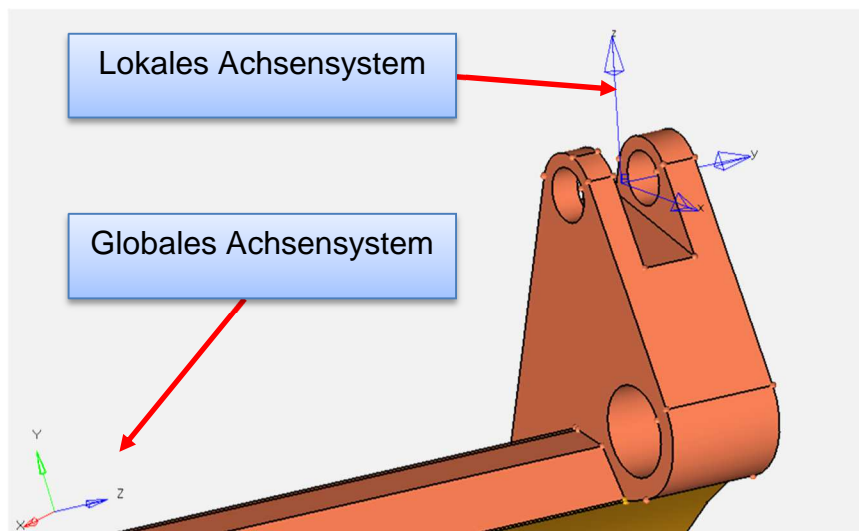 Lokales Achsensystem
z
y
x
Globales Achsensystem
Y
Z
X